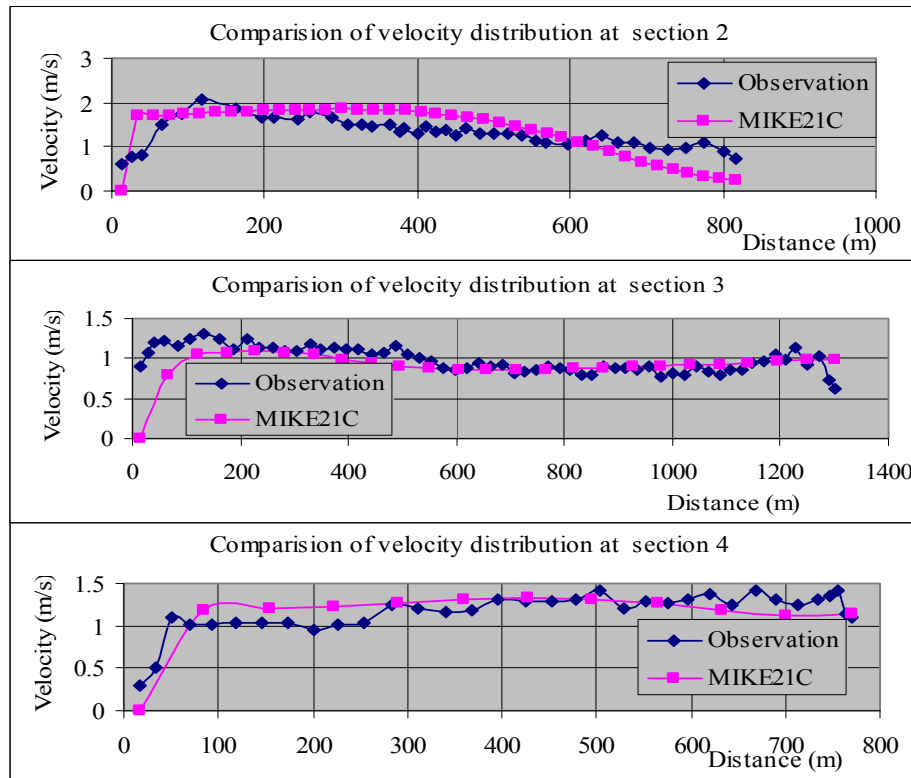 Comparision of velocity distribution at section 2
Velocity (m/s)
3
2
1
0
Observation
MIKE21C
0 200 400 600 800 1000
Distance (m)
Comparision of velocity distribution at section 3
Velocity (m/s)
1.5
1
0.5
0
Observation
MIKE21C
0 200 400 600 800 1000 1200 1400
Distance (m)
Comparision of velocity distribution at section 4
Velocity (m/s)
1.5
1
0.5
0
Observation
MIKE21C
0 100 200 300 400 500 600 700 800
Distance (m)